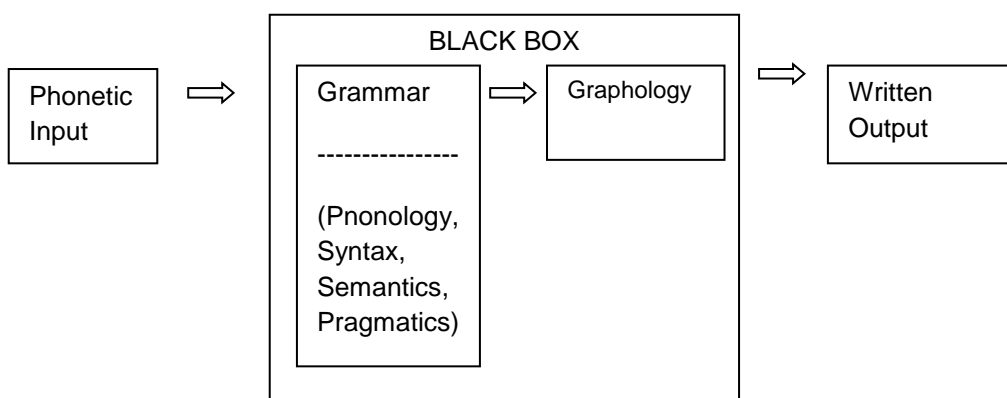 BLACK BOX
Phonetic
Input
Grammar
-----------------
(Pnonology,
Syntax,
Semantics,
Pragmatics)
Graphology
Written
Output